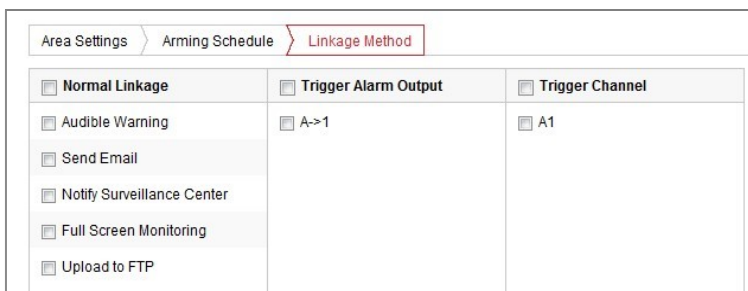 Area Settings Arming Schedule Linkage Method
Normal Linkage Trigger Alarm Output Trigger Channel
Audible Warning A->1 A1
Send Email
Notify Surveillance Center
Full Screen Monitoring
Upload to FTP